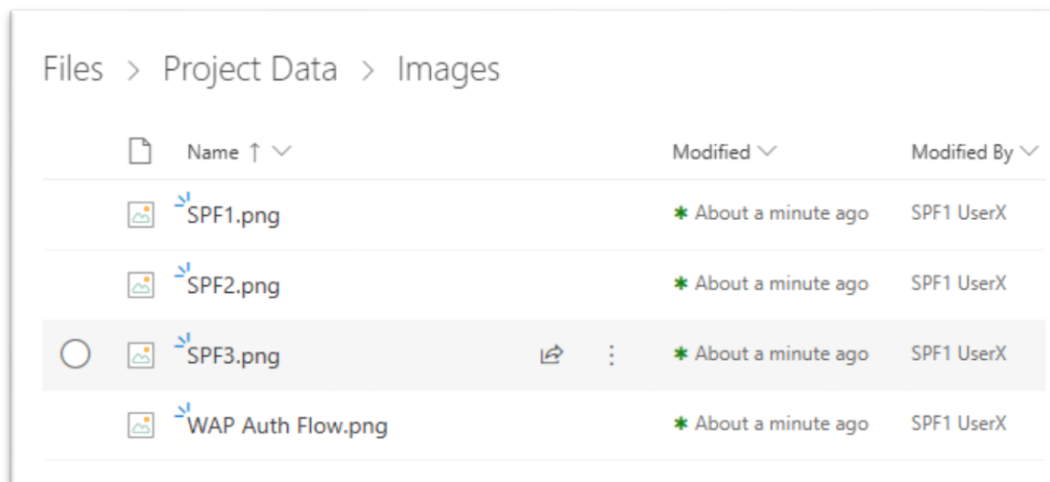 Files > Project Data > Images
Name ↑ Modified Modified By
SPF1.png About a minute ago SPF1 UserX
SPF2.png About a minute ago SPF1 UserX
SPF3.png About a minute ago SPF1 UserX
WAP Auth Flow.png About a minute ago SPF1 UserX